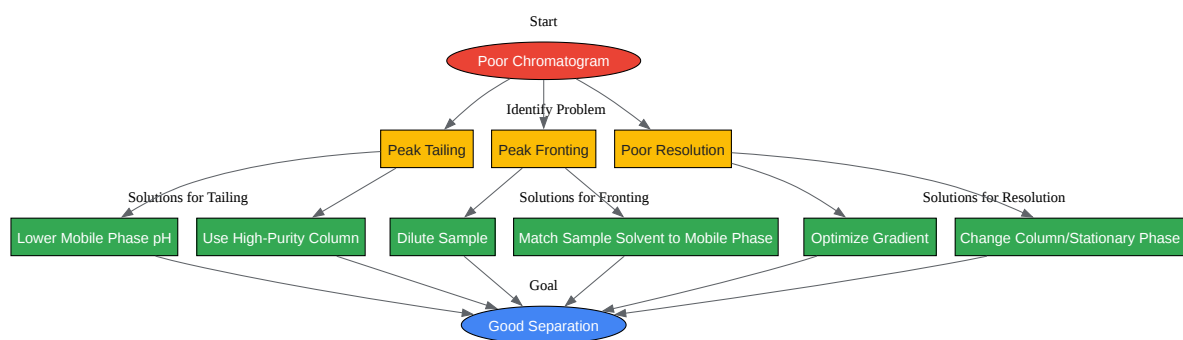 Start
Poor Chromatogram
Identify Problem
Peak Tailing
Peak Fronting
Poor Resolution
Solutions for Tailing
Solutions for Fronting
Solutions for Resolution
Lower Mobile Phase pH
Use High-Purity Column
Dilute Sample
Match Sample Solvent to Mobile Phase
Optimize Gradient
Change Column/Stationary Phase
Goal
Good Separation